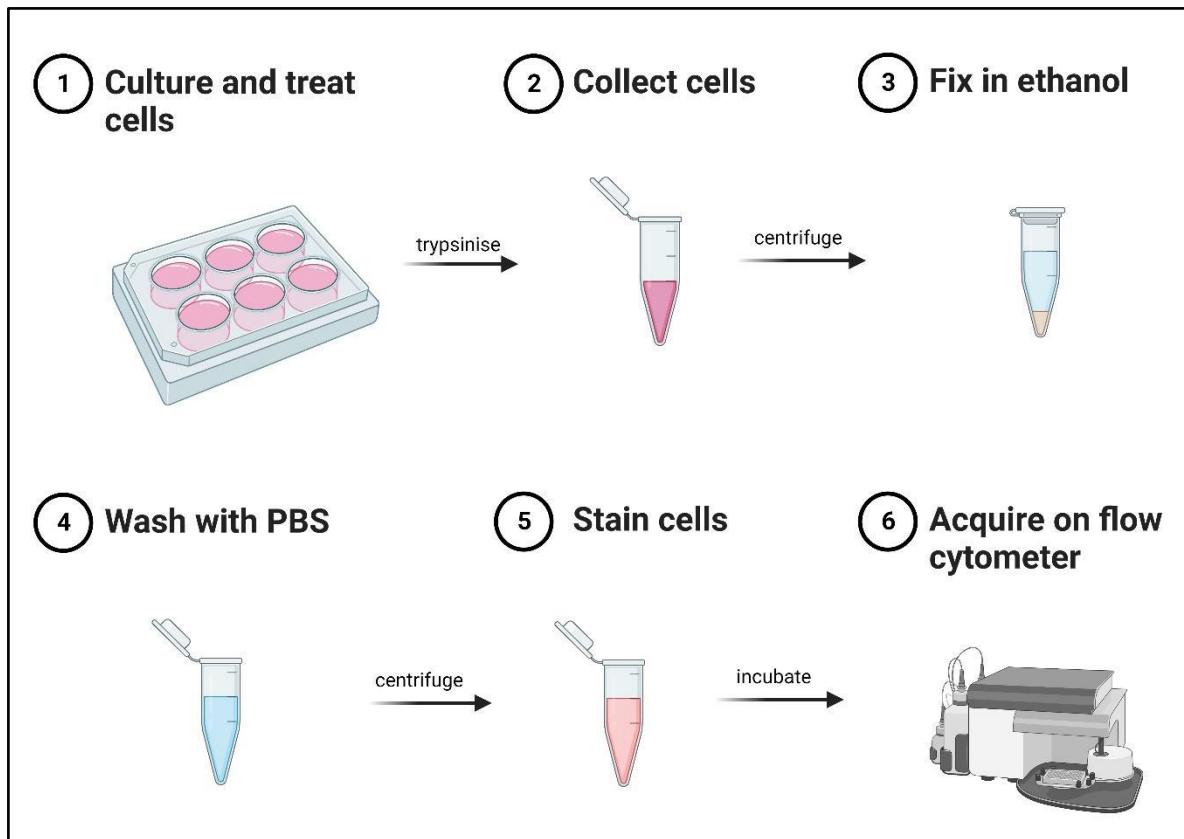 1 Culture and treat
cells
2 Collect cells
3 Fix in ethanol
trypsinise
centrifuge
4 Wash with PBS
5 Stain cells
6 Acquire on flow
cytometer
centrifuge
incubate